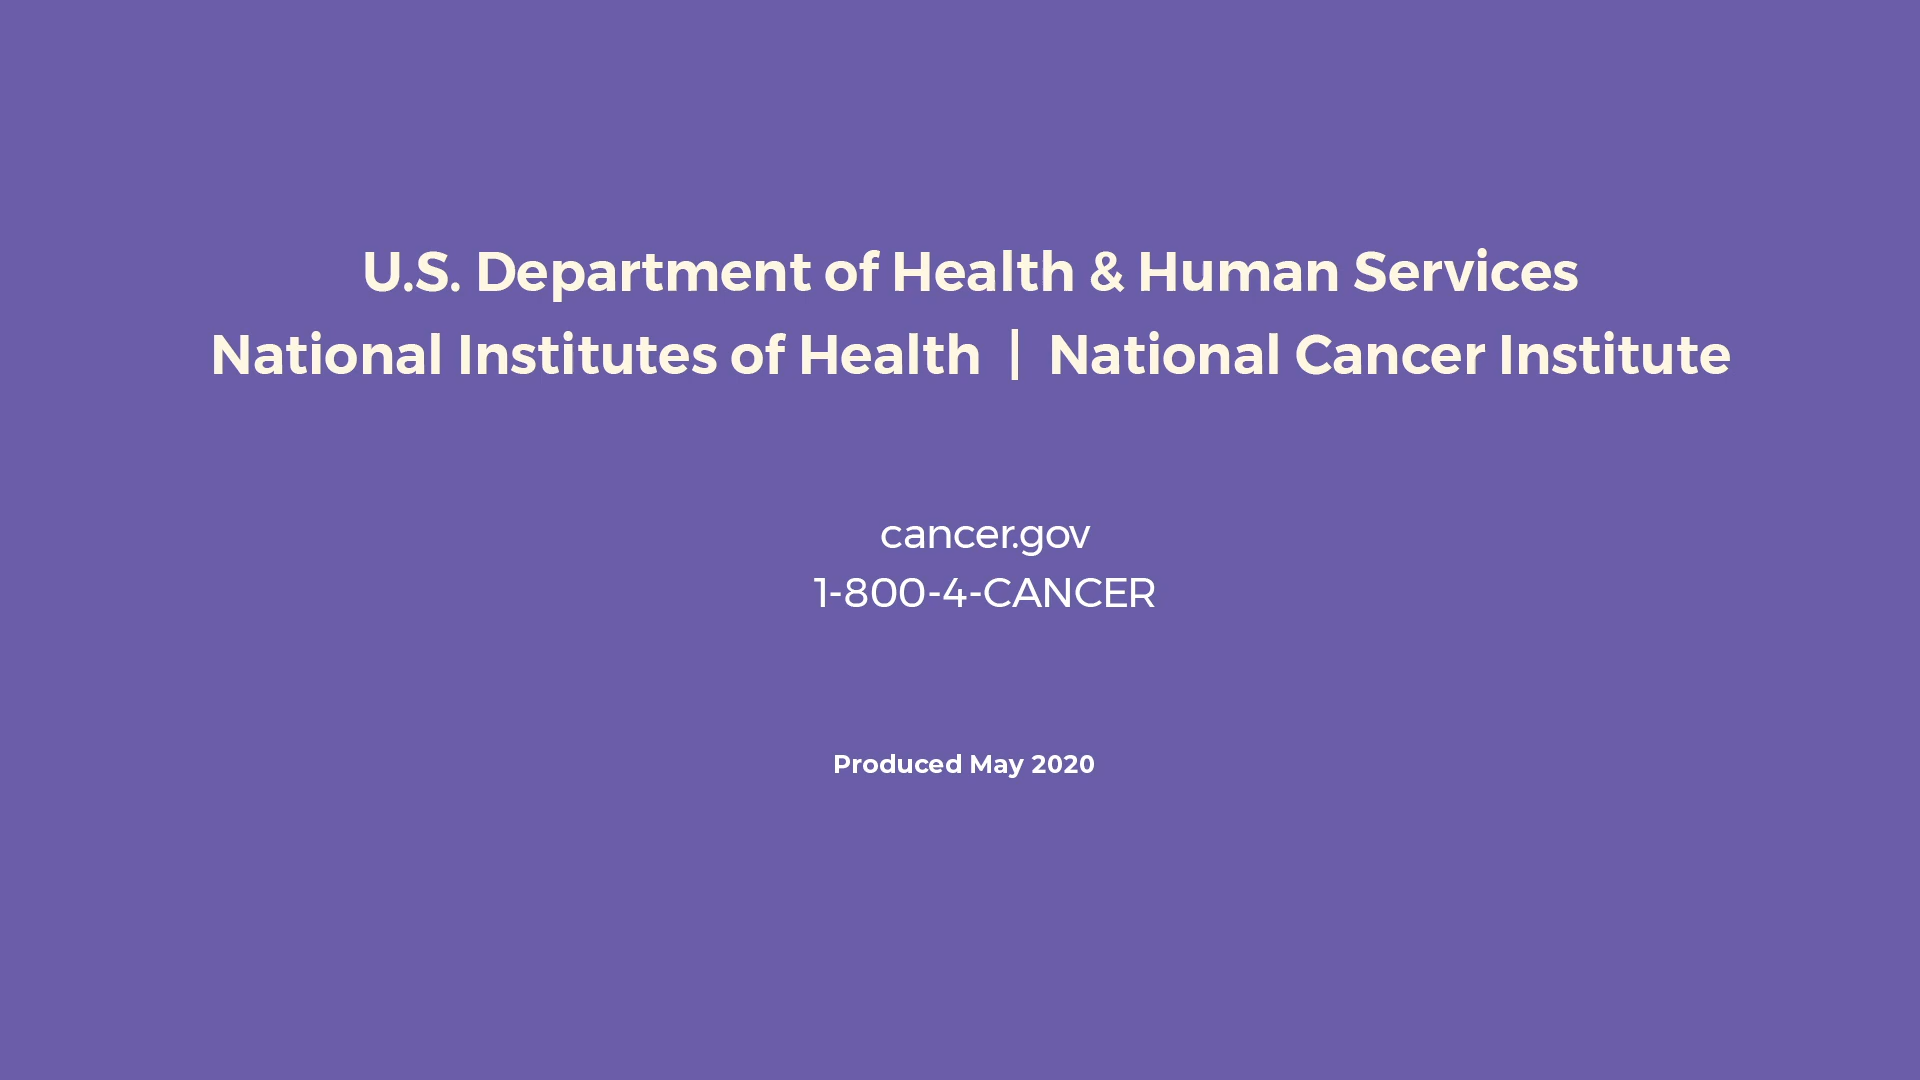 U.S. Department of Health & Human Services
National Institutes of Health | National Cancer Institute
cancer.gov
1-800-4-CANCER
Produced May 2020